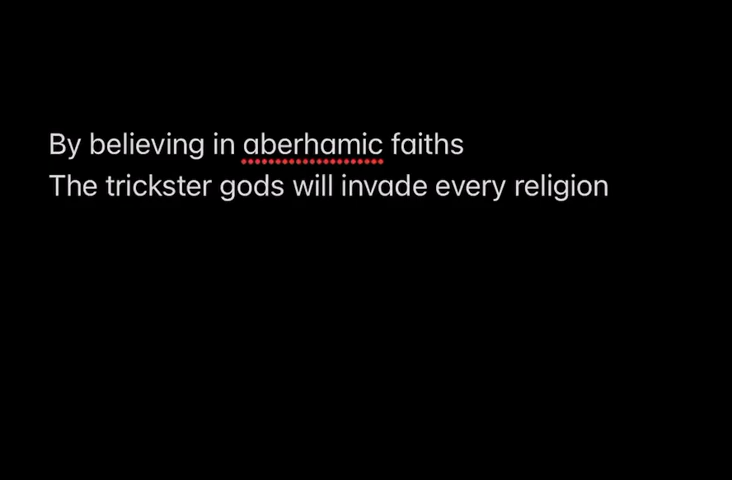 By believing in aberhamic faiths
The trickster gods will invade every religion